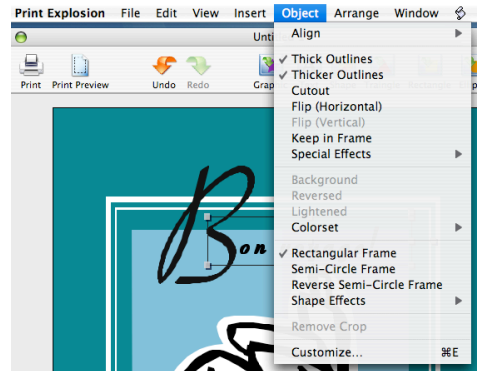 Print Explosion File Edit View Insert Object Arrange Window
Unti
Print Print Preview Undo Redo Grap
Align
✓ Thick Outlines
✓ Thicker Outlines
Cutout
Flip (Horizontal)
Flip (Vertical)
Keep in Frame
Special Effects
Background
Reversed
Lightened
Colorset
✓ Rectangular Frame
Semi-Circle Frame
Reverse Semi-Circle Frame
Shape Effects
Remove Crop
Customize... ⌘E
B
on